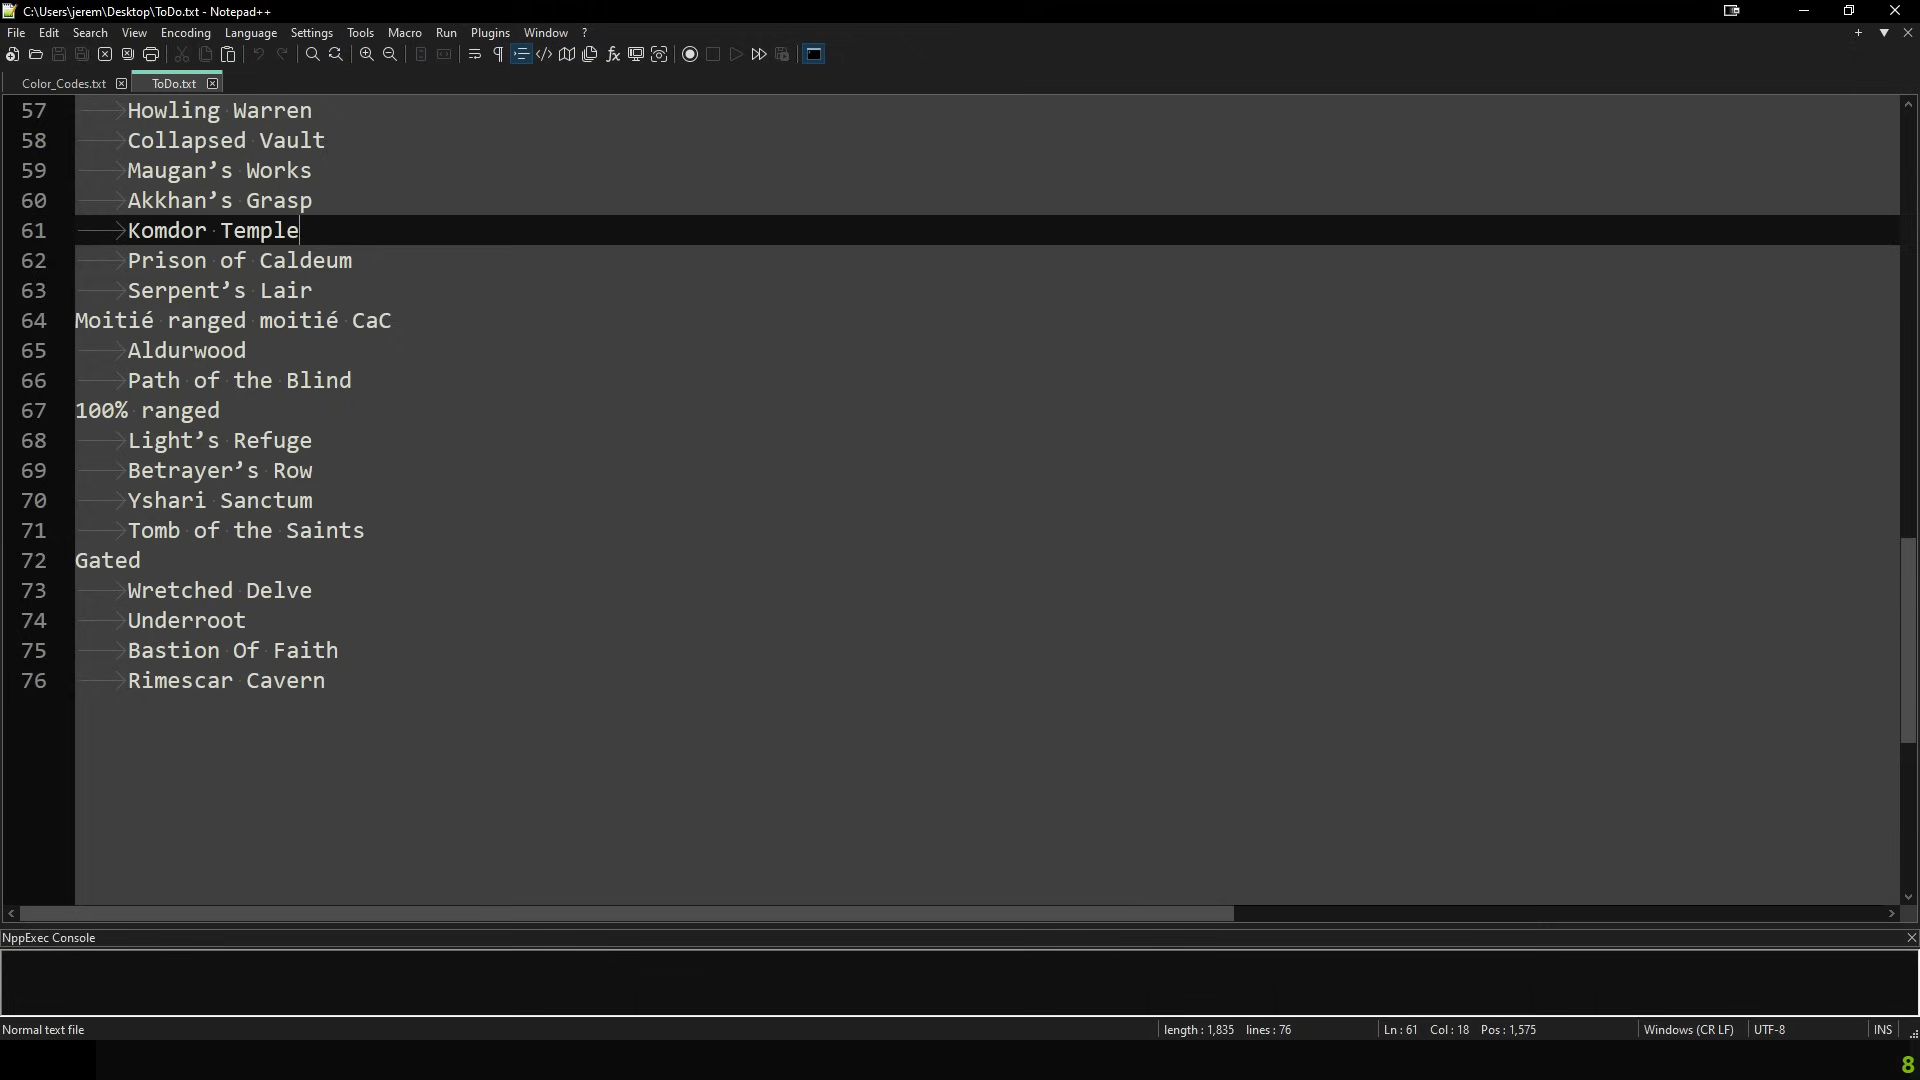 C:\Users\jerem\Desktop\ToDo.txt - Notepad++
File Edit Search View Encoding Language Settings Tools Macro Run Plugins Window ?
Color_Codes.txt ToDo.txt
57 Howling Warren
58 Collapsed Vault
59 Maugan’s Works
60 Akkhan’s Grasp
61 Komdor Temple
62 Prison of Caldeum
63 Serpent’s Lair
64 Moitié ranged moitié CaC
65 Aldurwood
66 Path of the Blind
67 100% ranged
68 Light’s Refuge
69 Betrayer’s Row
70 Yshari Sanctum
71 Tomb of the Saints
72 Gated
73 Wretched Delve
74 Underroot
75 Bastion Of Faith
76 Rimescar Cavern
NppExec Console
Normal text file length : 1,835 lines : 76 Ln : 61 Col : 18 Pos : 1,575 Windows (CR LF) UTF-8 INS
8